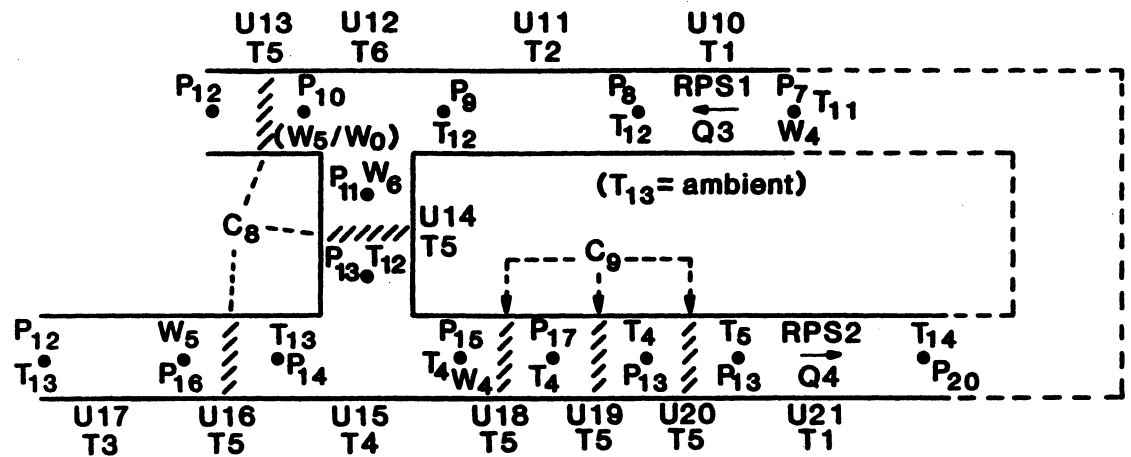 U13 U12 U11 U10
T5 T6 T2 T1
P12 P10 P9 P8 RPS1 P7 T11
(W5/W0) T12 T12 Q3 W4
P11 W6 (T13= ambient)
C8 U14
T5
P13 T12 C9
P12 W5 T13 P15 P17 T4 T5 RPS2 T14
T13 P16 P14 T4 W4 T4 P13 P13 Q4 P20
U17 U16 U15 U18 U19 U20 U21
T3 T5 T4 T5 T5 T5 T1